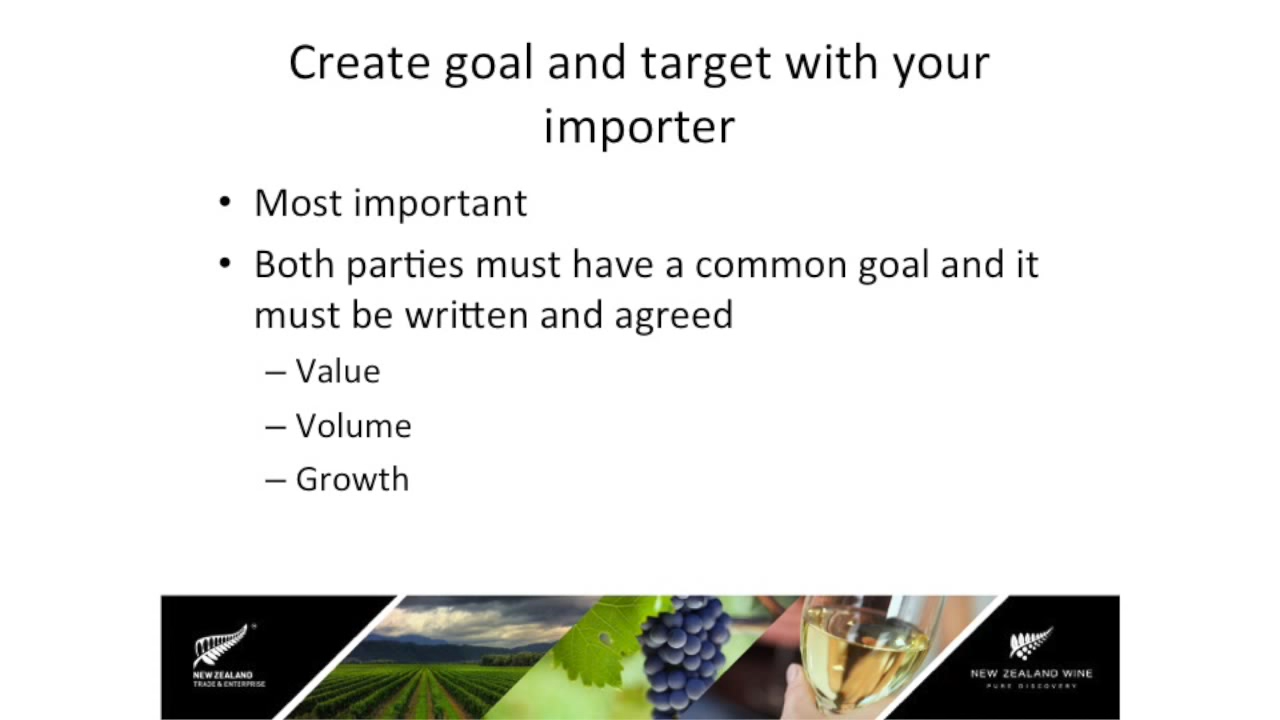 Create goal and target with your
importer
• Most important
• Both parties must have a common goal and it
must be written and agreed
– Value
– Volume
– Growth
NEW ZEALAND
TRADE & ENTERPRISE
NEW ZEALAND WINE
PURE DISCOVERY